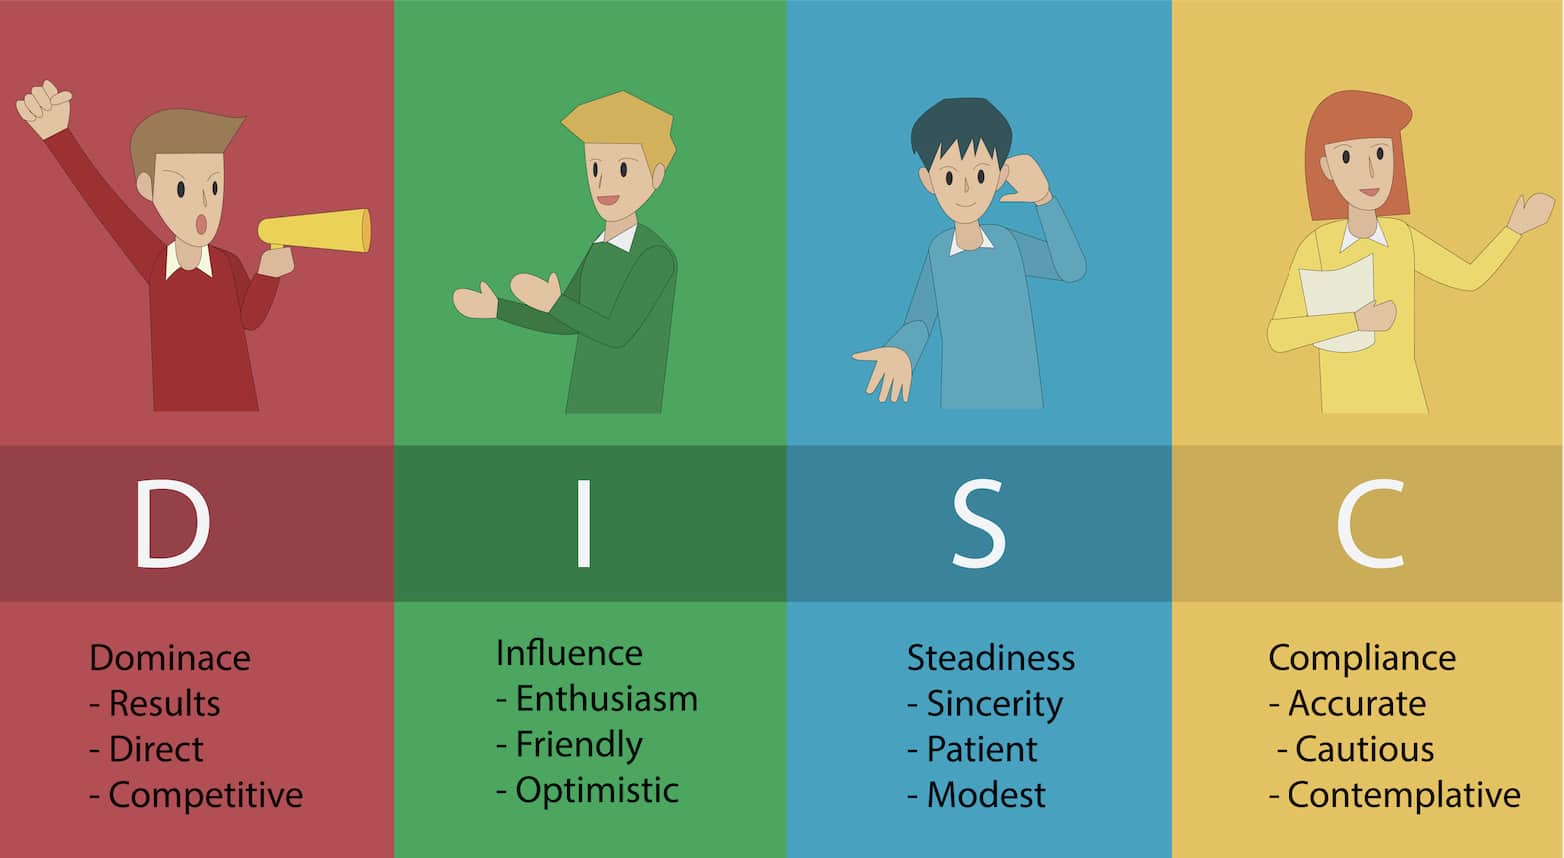 D
I
S
C
Dominace
- Results
- Direct
- Competitive
Influence
- Enthusiasm
- Friendly
- Optimistic
Steadiness
- Sincerity
- Patient
- Modest
Compliance
- Accurate
- Cautious
- Contemplative